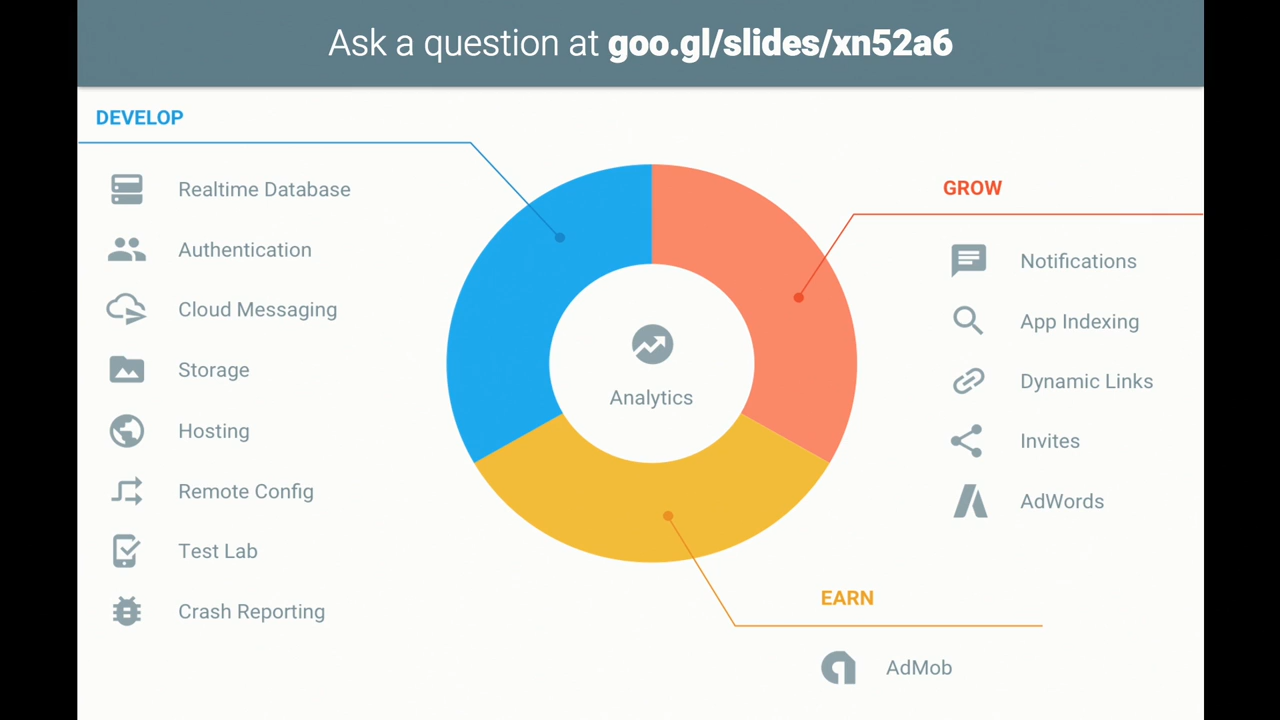 Ask a question at goo.gl/slides/xn52a6
DEVELOP
Realtime Database
Authentication
Cloud Messaging
Storage
Hosting
Remote Config
Test Lab
Crash Reporting
Analytics
GROW
Notifications
App Indexing
Dynamic Links
Invites
AdWords
EARN
AdMob